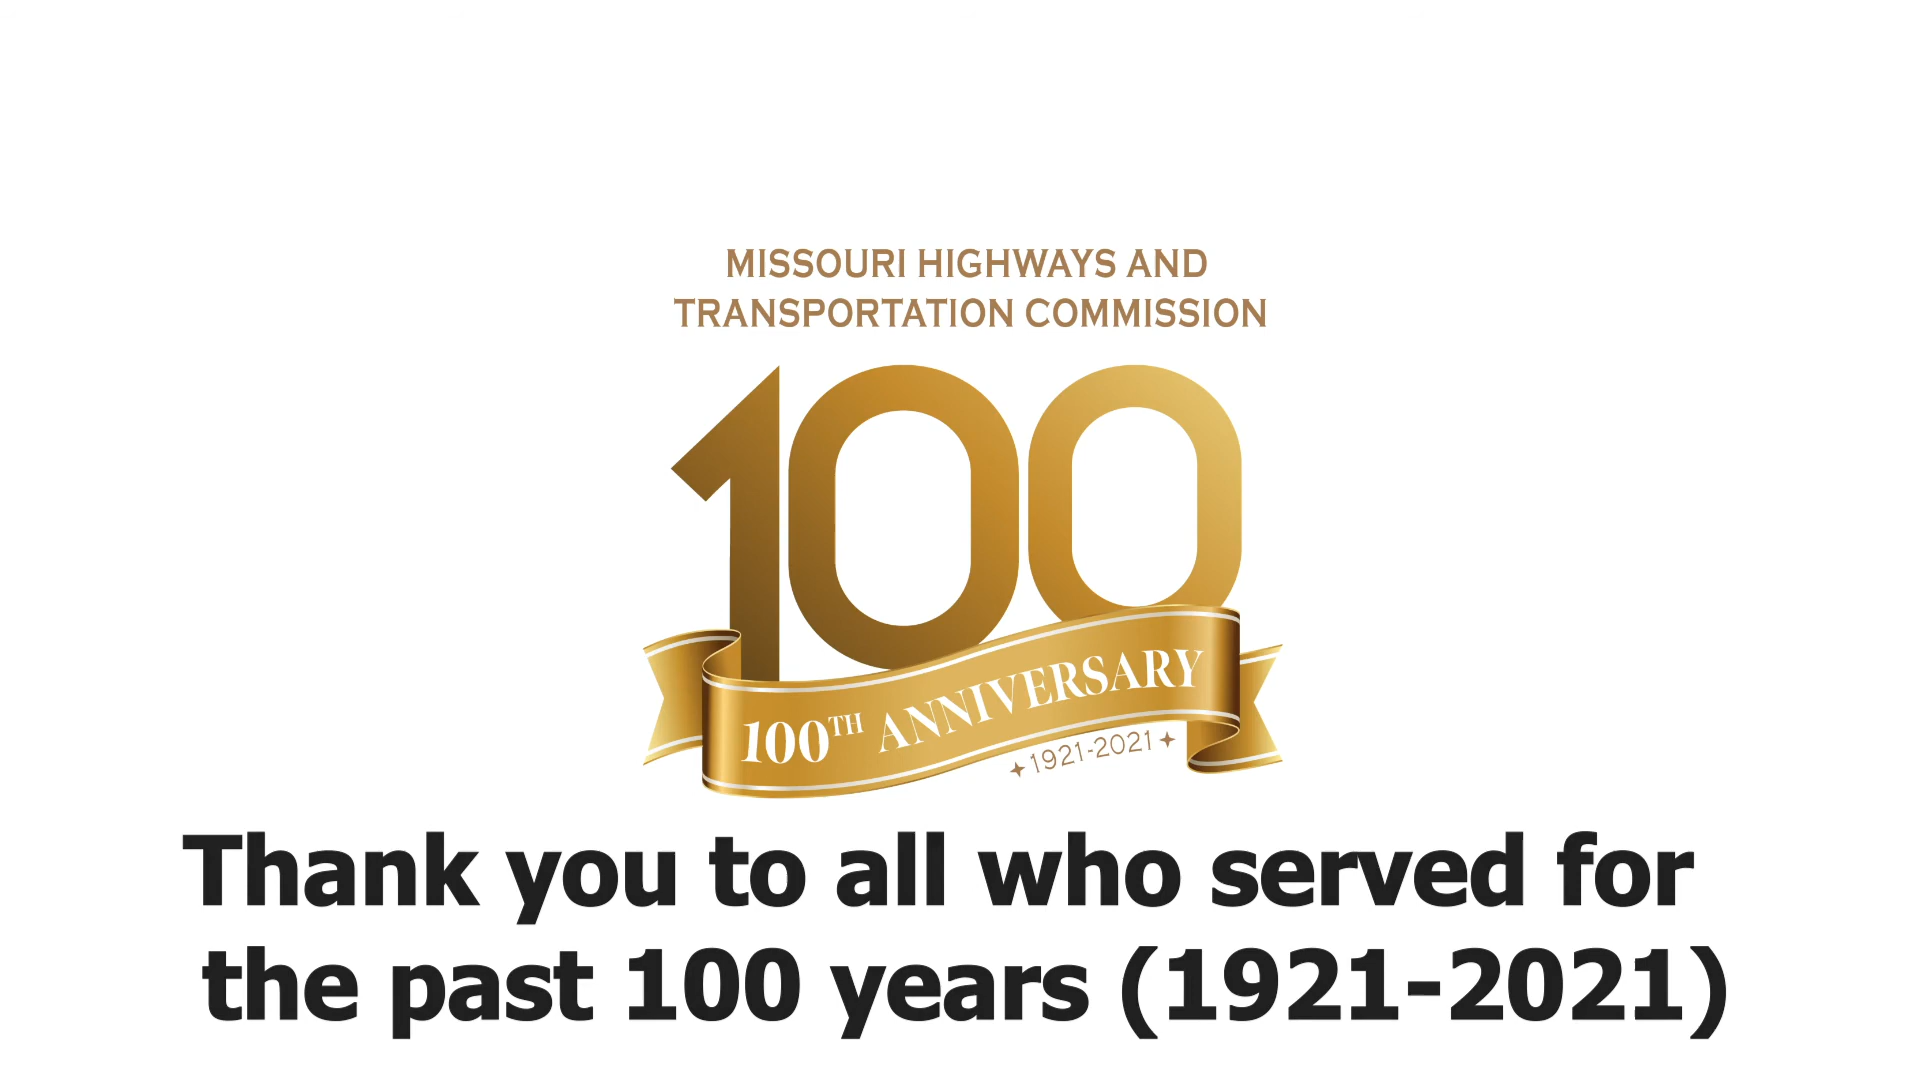 MISSOURI HIGHWAYS AND
TRANSPORTATION COMMISSION
100
100TH ANNIVERSARY
1921-2021
Thank you to all who served for
the past 100 years (1921-2021)